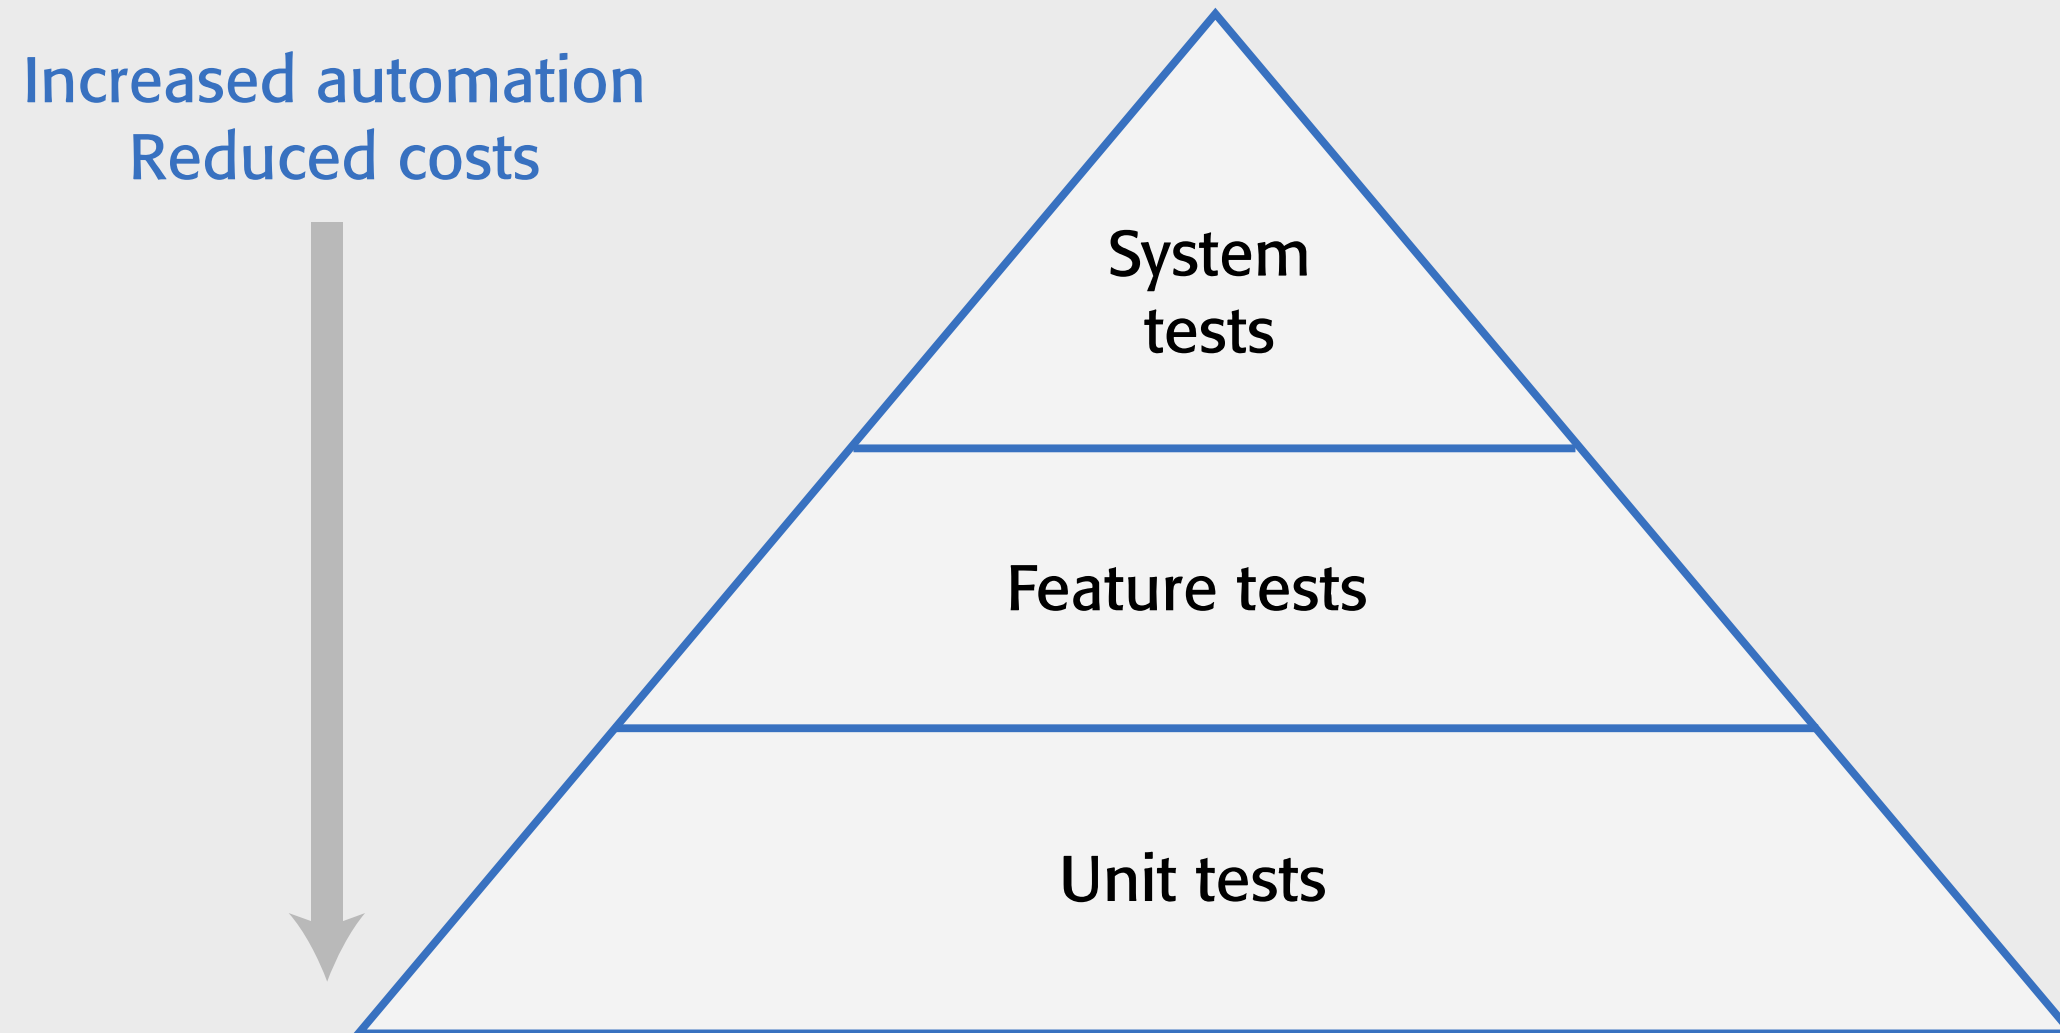 Increased automation
Reduced costs
System
tests
Feature tests
Unit tests